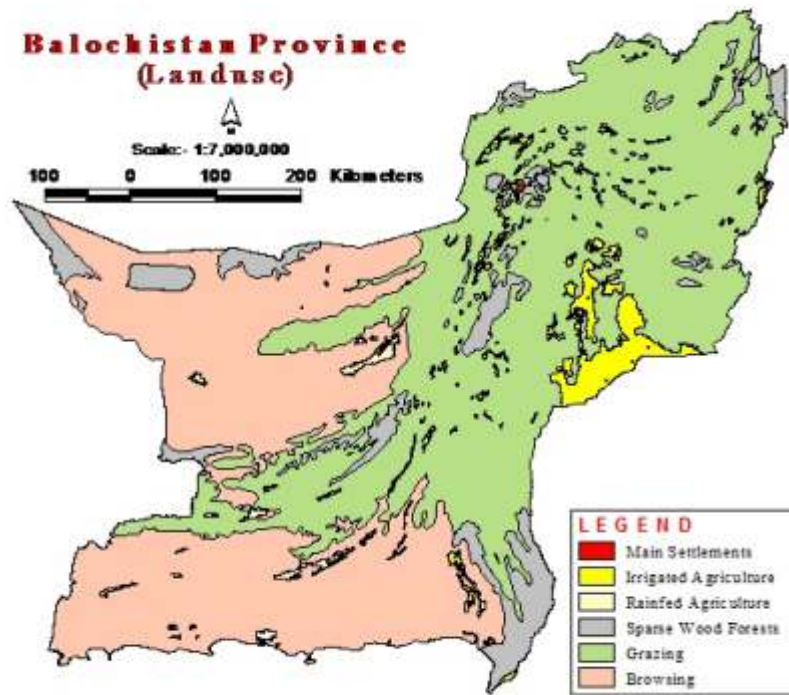 Balochistan Province
(Landuse)
N
Scale:- 1:7,000,000
100 0 100 200 Kilometers
LEGEND
Main Settlements
Irrigated Agriculture
Rainfed Agriculture
Sparse Wood Forests
Grazing
Browsing